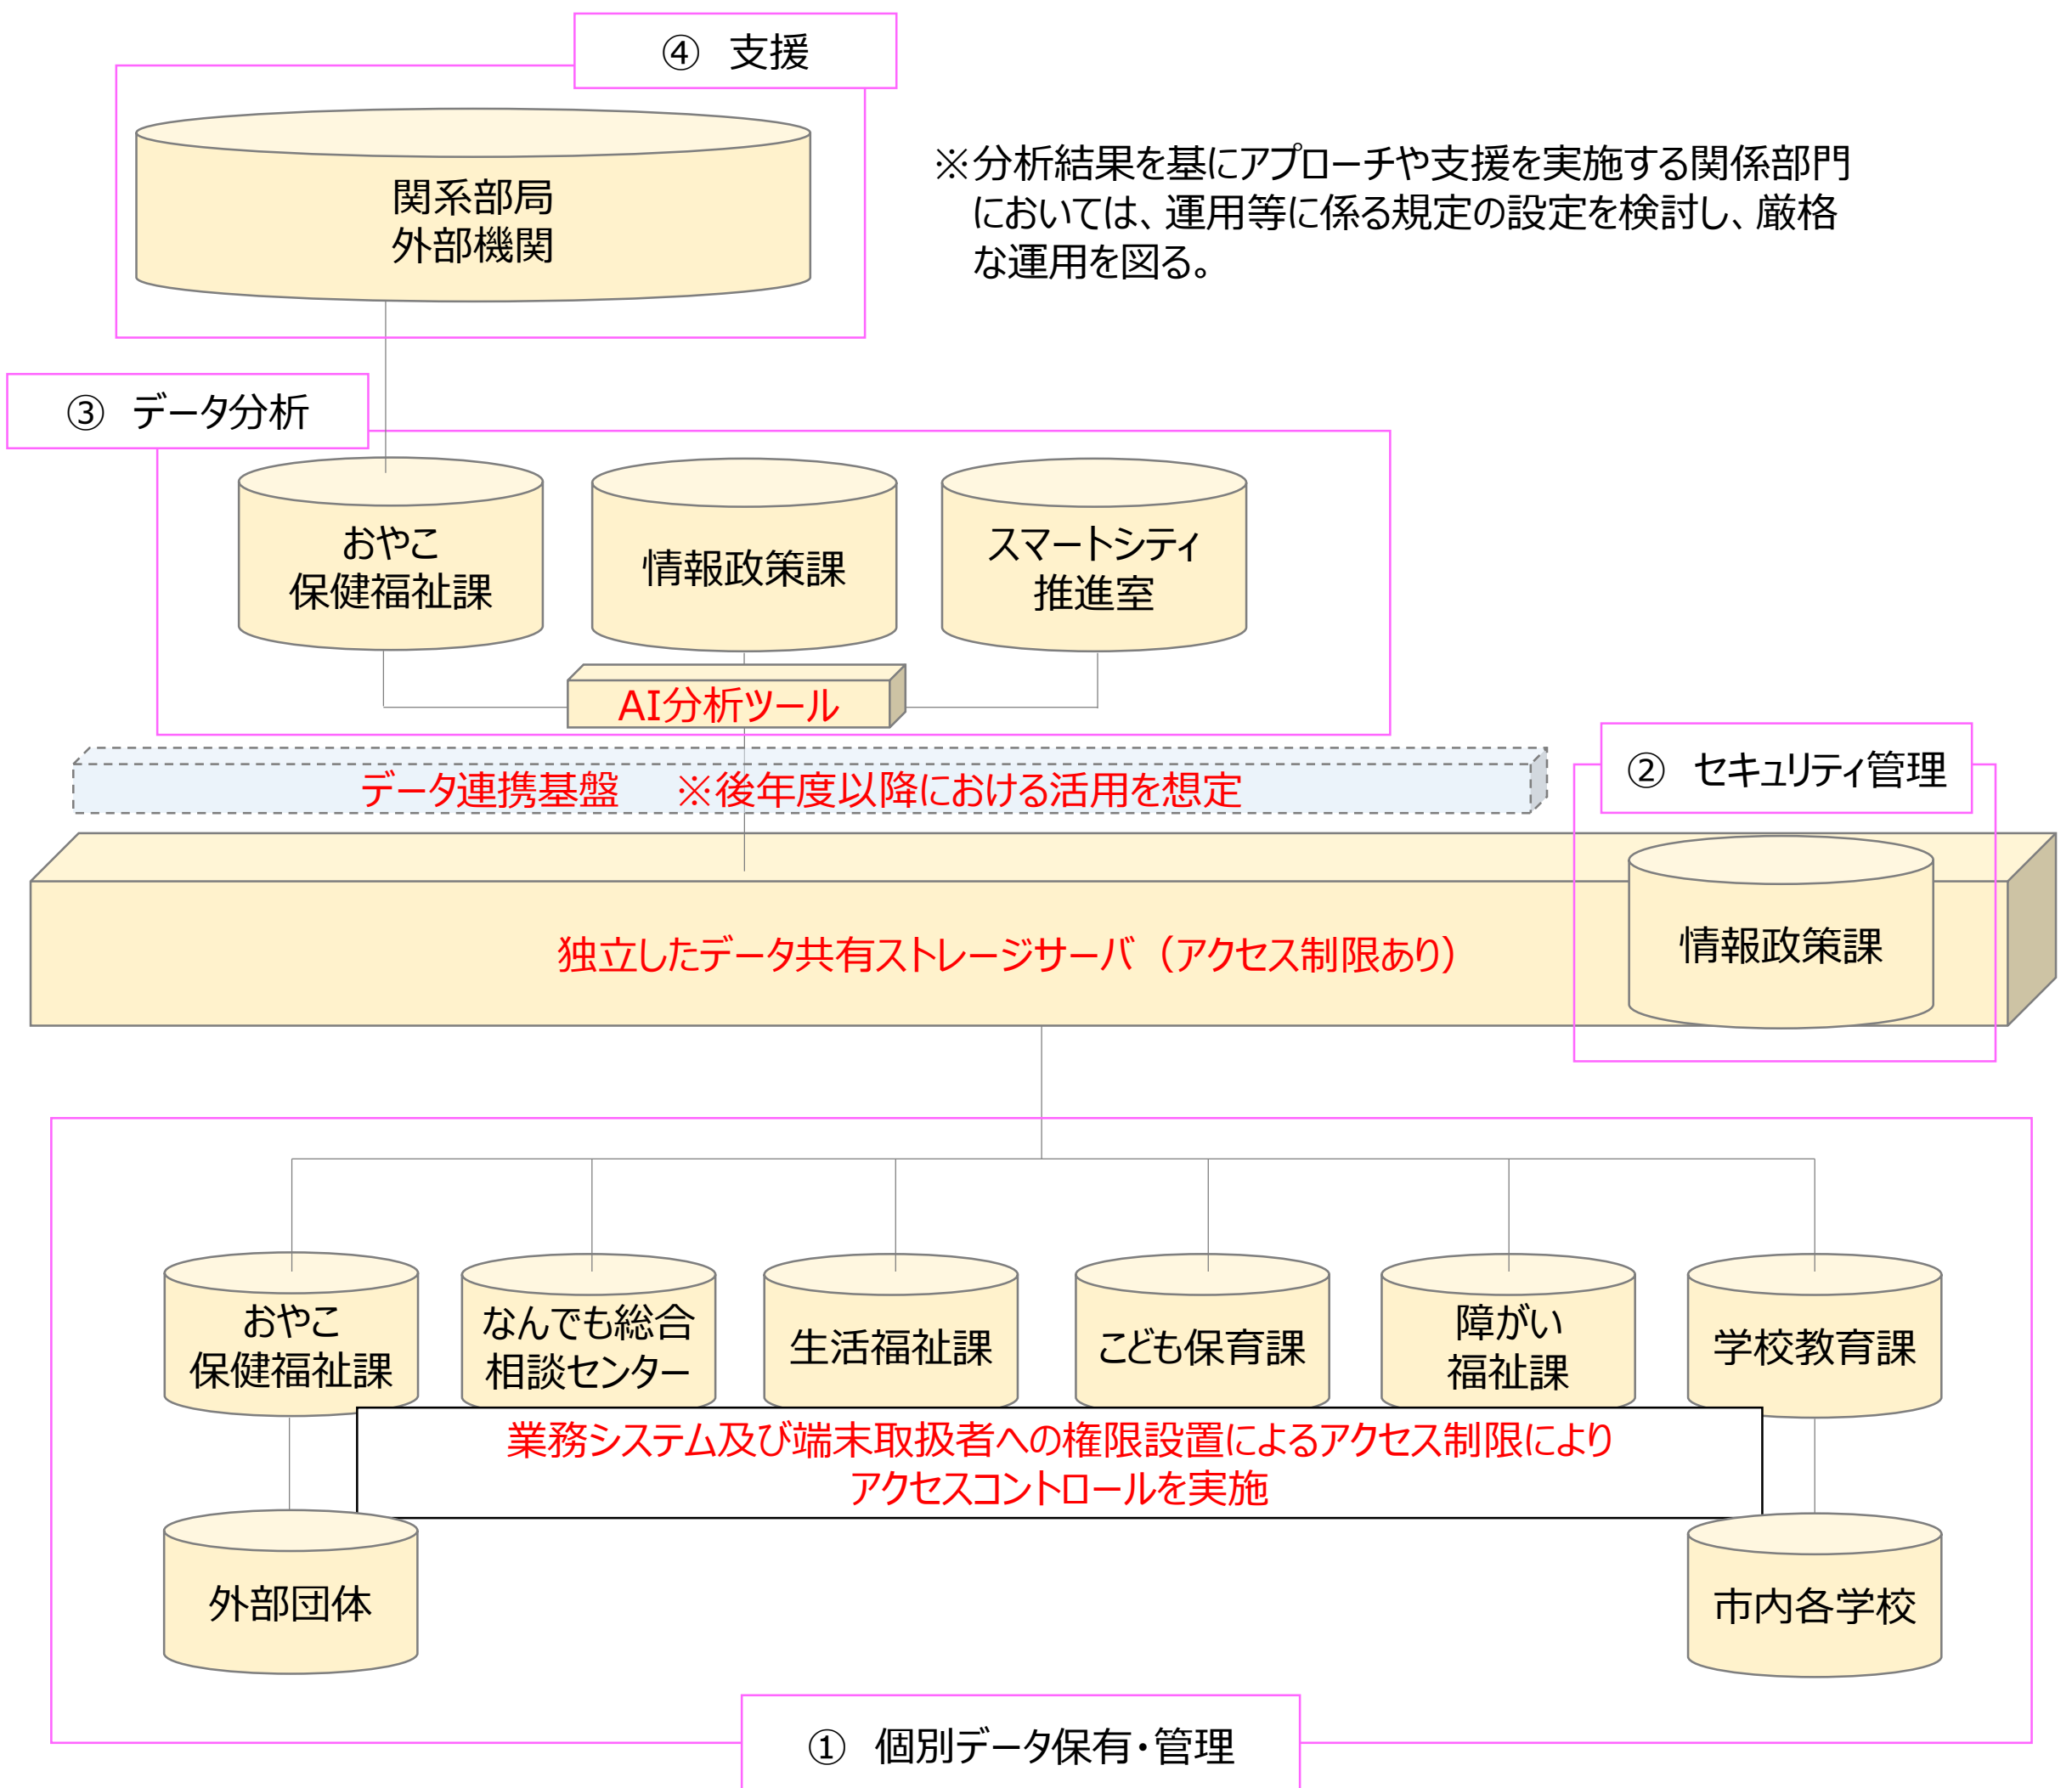 ④　支援
関系部局
外部機関
※分析結果を基にアプローチや支援を実施する関係部門
においては、運用等に係る規定の設定を検討し、厳格
な運用を図る。
③　データ分析
おやこ
保健福祉課
情報政策課
スマートシティ
推進室
AI分析ツール
データ連携基盤　※後年度以降における活用を想定
②　セキュリティ管理
独立したデータ共有ストレージサーバ（アクセス制限あり）
情報政策課
おやこ
保健福祉課
なんでも総合
相談センター
生活福祉課
こども保育課
障がい
福祉課
学校教育課
業務システム及び端末取扱者への権限設置によるアクセス制限により
アクセスコントロールを実施
外部団体
市内各学校
①　個別データ保有・管理